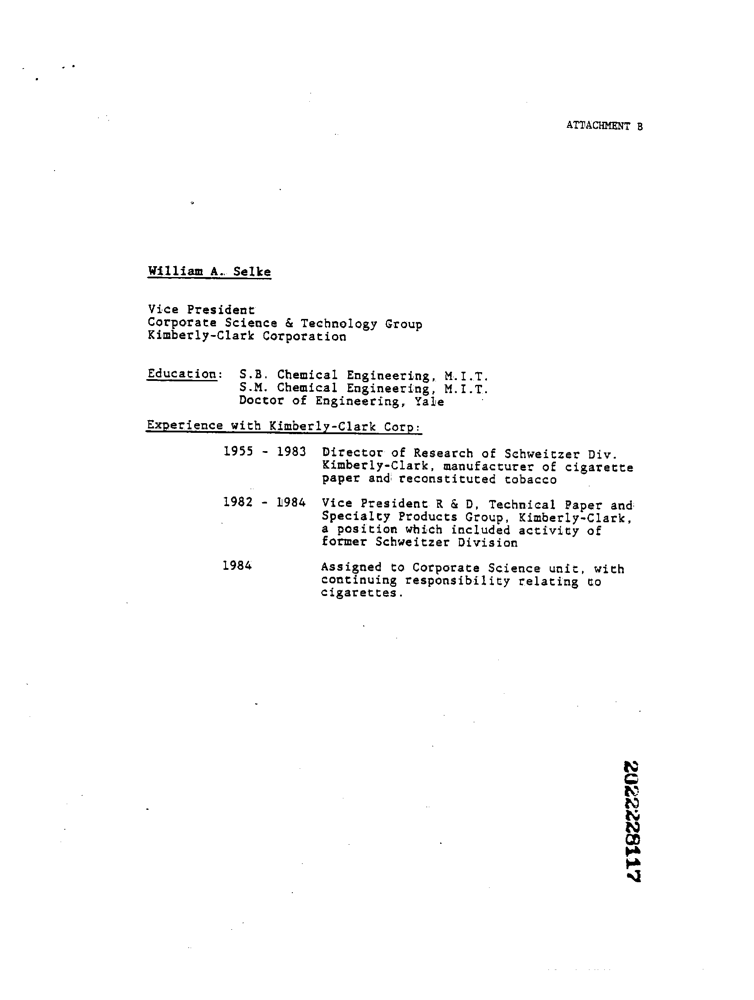 ATTACHMENT B
William A. Selke
Vice President
Corporate Science & Technology Group
Kimberly-Clark Corporation
Education: S.B. Chemical Engineering, M.I.T.
S.M. Chemical Engineering, M.I.T.
Doctor of Engineering, Yale
Experience with Kimberly-Clark Corp:
1955 - 1983 Director of Research of Schweitzer Div.
Kimberly-Clark, manufacturer of cigarette
paper and reconstituted tobacco
1982 - 1984 Vice President R & D, Technical Paper and
Specialty Products Group, Kimberly-Clark,
a position which included activity of
former Schweitzer Division
1984 Assigned to Corporate Science unit, with
continuing responsibility relating to
cigarettes.
2022228117